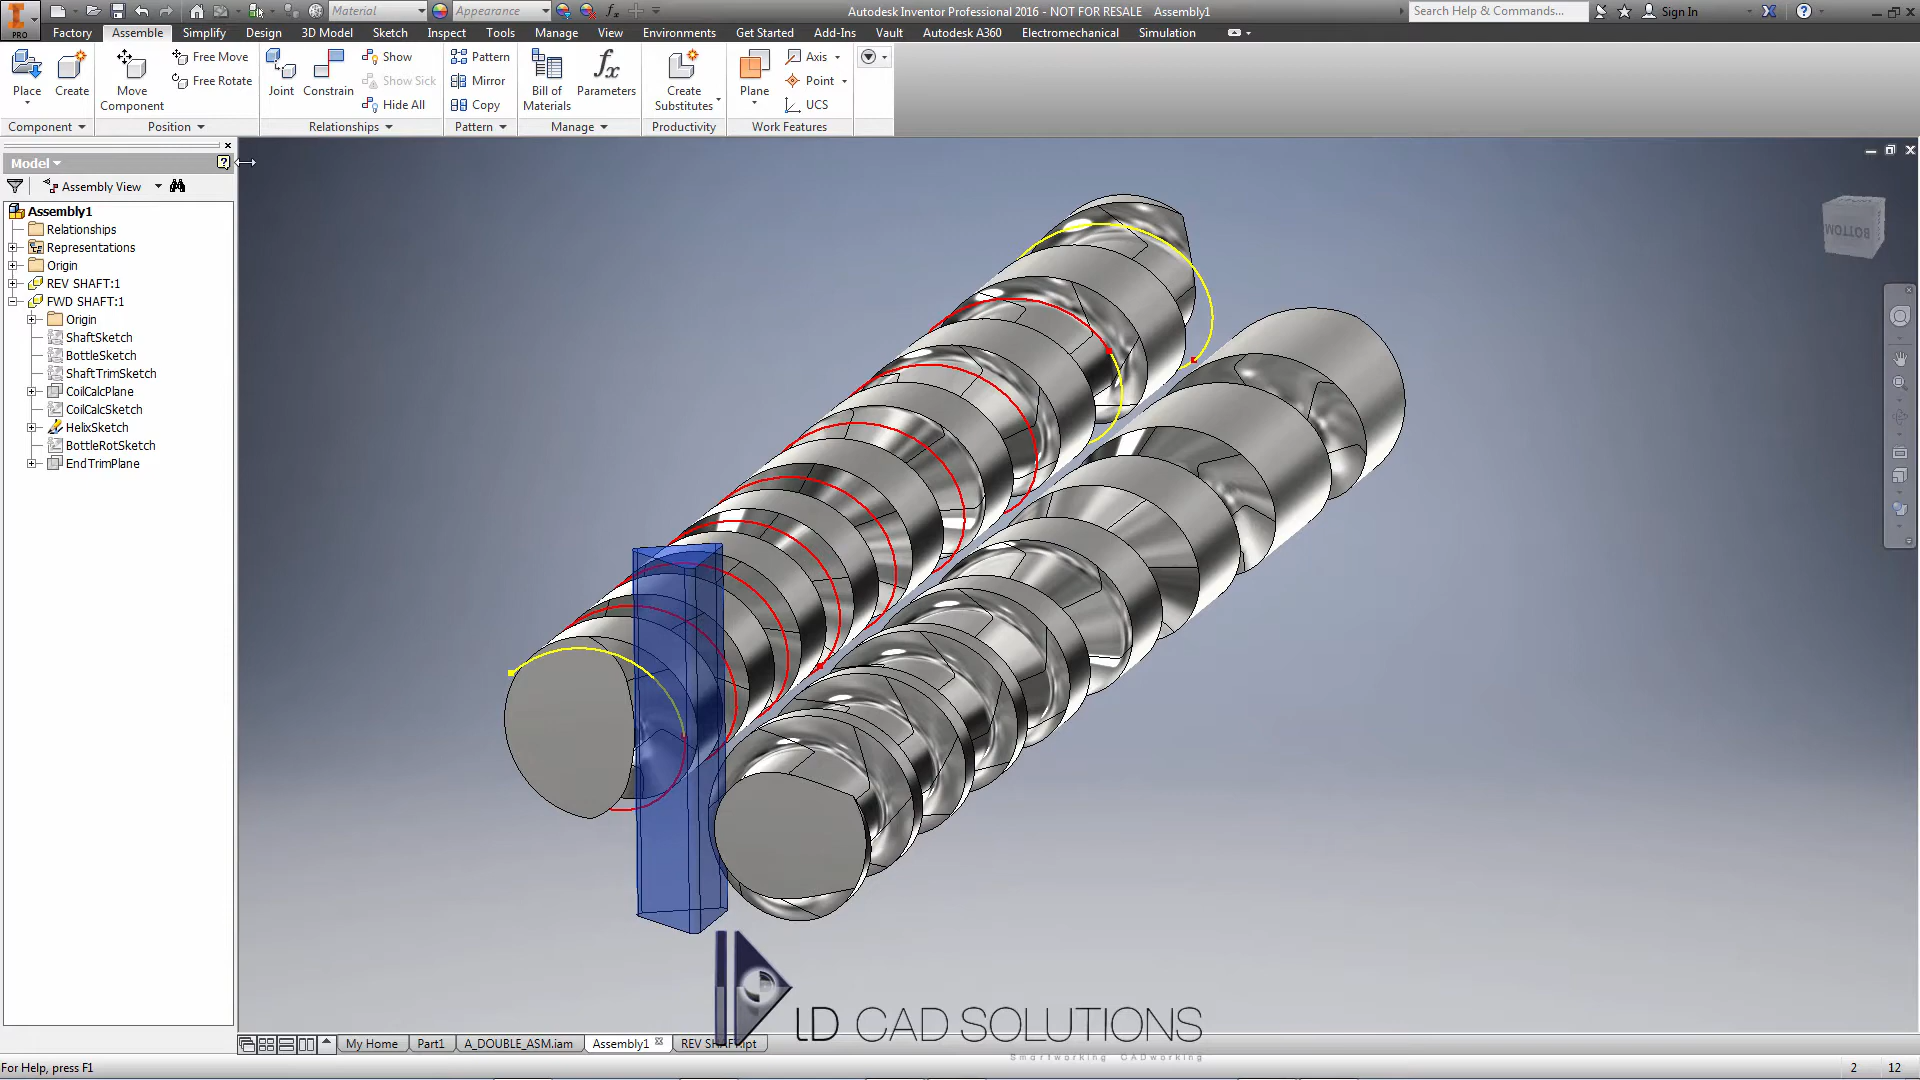 PRO
Material
Appearance
Autodesk Inventor Professional 2016 - NOT FOR RESALE   Assembly1
Search Help & Commands...
Sign In
Factory
Assemble
Simplify
Design
3D Model
Sketch
Inspect
Tools
Manage
View
Environments
Get Started
Add-Ins
Vault
Autodesk A360
Electromechanical
Simulation
Place
Create
Move Component
Free Move
Free Rotate
Joint
Constrain
Show
Show Sick
Hide All
Pattern
Mirror
Copy
Bill of Materials
Parameters
Create Substitutes
Plane
Axis
Point
UCS
Component
Position
Relationships
Pattern
Manage
Productivity
Work Features
Model
Assembly View
Assembly1
Relationships
Representations
Origin
REV SHAFT:1
FWD SHAFT:1
Origin
ShaftSketch
BottleSketch
ShaftTrimSketch
CoilCalcPlane
CoilCalcSketch
HelixSketch
BottleRotSketch
EndTrimPlane
BOTTOM
LD CAD SOLUTIONS
Smartworking CADworking
My Home
Part1
A_DOUBLE_ASM.iam
Assembly1
For Help, press F1
2
12